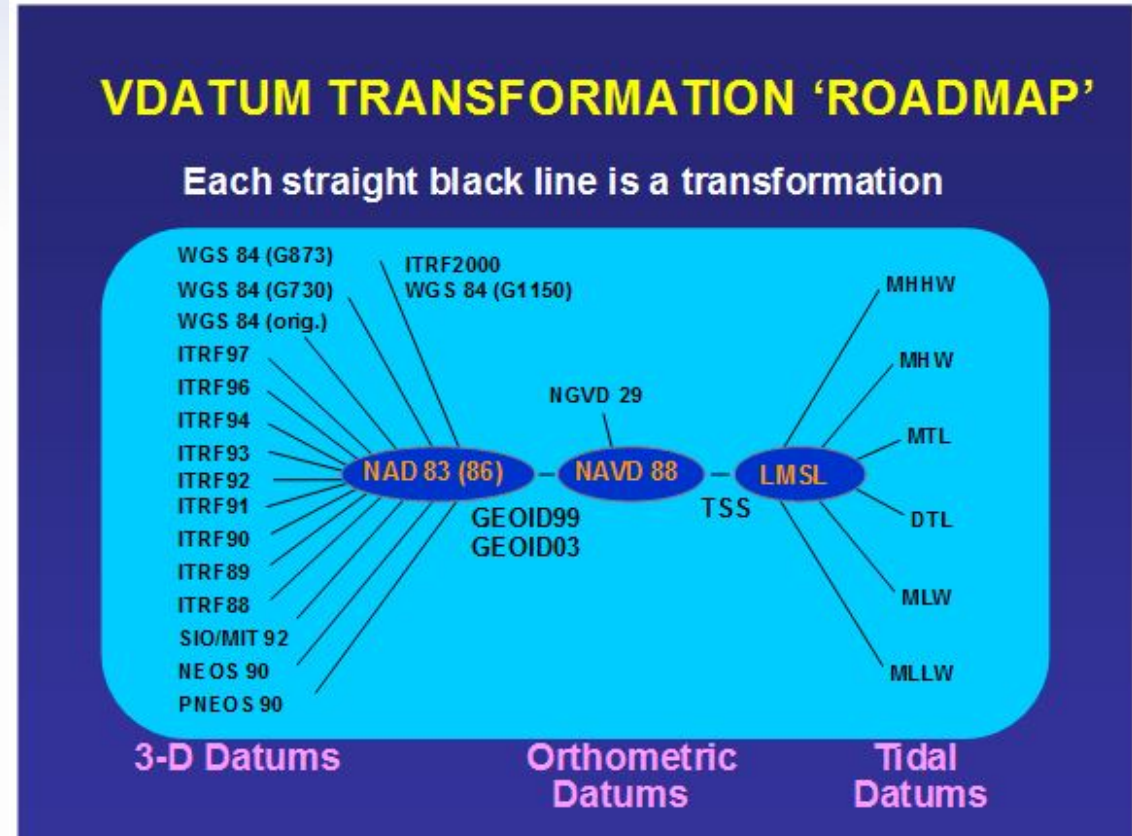 VDATUM TRANSFORMATION ‘ROADMAP’
Each straight black line is a transformation
WGS 84 (G873)
WGS 84 (G730)
WGS 84 (orig.)
ITRF97
ITRF96
ITRF94
ITRF93
ITRF92
ITRF91
ITRF90
ITRF89
ITRF88
SIO/MIT 92
NEOS 90
PNEOS 90
ITRF2000
WGS 84 (G1150)
NAD 83 (86)
GEOID99
GEOID03
NGVD 29
NAVD 88
TSS
LMSL
MHHW
MHW
MTL
DTL
MLW
MLLW
3-D Datums
Orthometric
Datums
Tidal
Datums